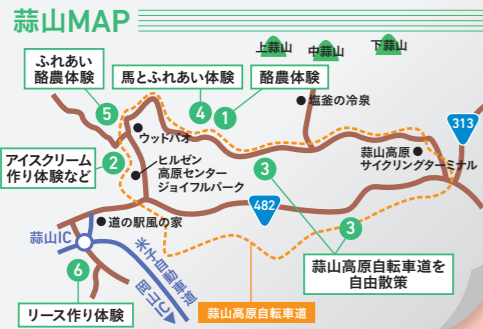 蒜山MAP
上蒜山
中蒜山
下蒜山
ふれあい
酪農体験
馬とふれあい体験
酪農体験
塩釜の冷泉
5
4
1
313
ウッドパオ
蒜山高原
サイクリングターミナル
アイスクリーム
作り体験など
2
ヒルゼン
高原センター
ジョイフルパーク
3
482
道の駅風の家
3
蒜山IC
米子自動車道
岡山IC
6
蒜山高原自転車道を
自由散策
リース作り体験
蒜山高原自転車道